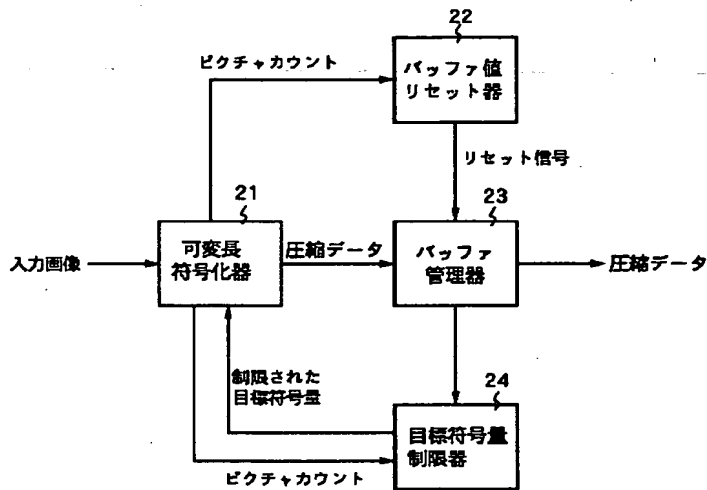 22
ピクチャカウント
バッファ値
リセット器
リセット信号
21
23
可変長
符号化器
入力画像
圧縮データ
バッファ
管理器
圧縮データ
制限された
目標符号量
24
目標符号量
制限器
ピクチャカウント